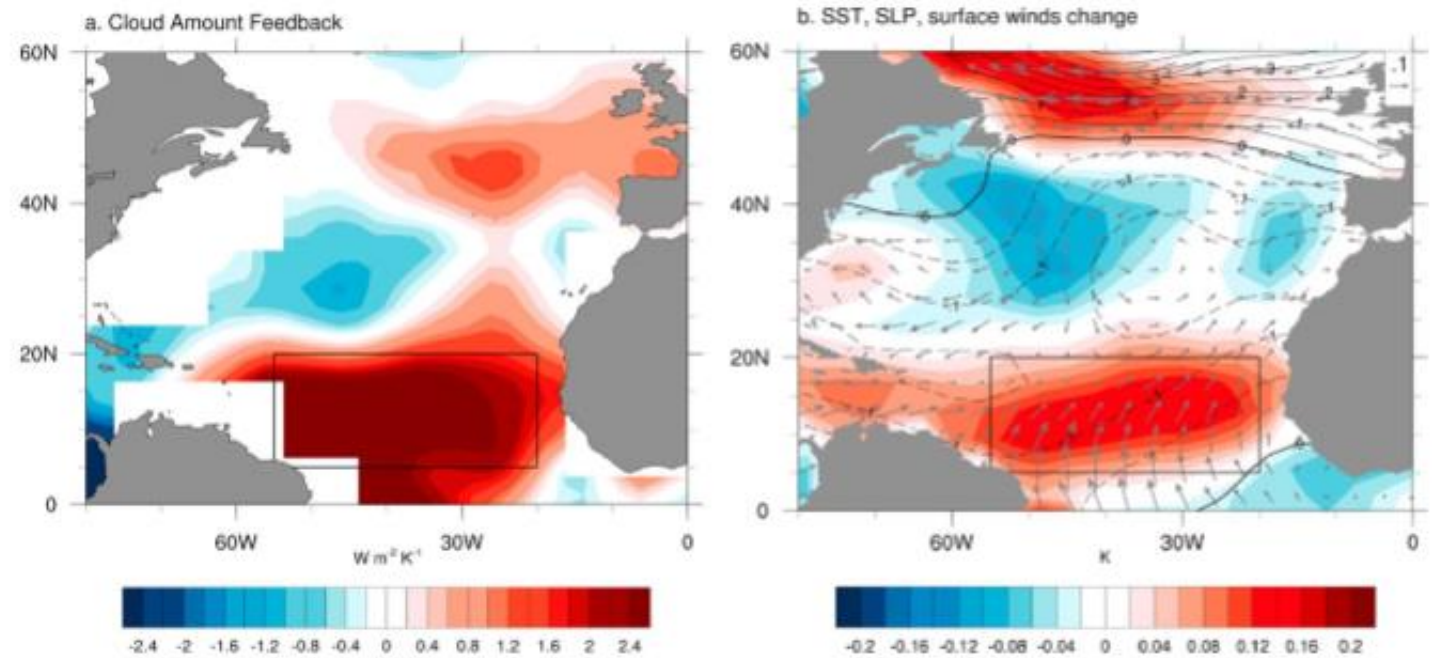 a. Cloud Amount Feedback
60N
40N
20N
0
60W
30W
0
W m⁻² K⁻¹
-2.4 -2 -1.6 -1.2 -0.8 -0.4 0 0.4 0.8 1.2 1.6 2 2.4
b. SST, SLP, surface winds change
60N
40N
20N
0
60W
30W
0
K
-0.2 -0.16 -0.12 -0.08 -0.04 0 0.04 0.08 0.12 0.16 0.2
.1